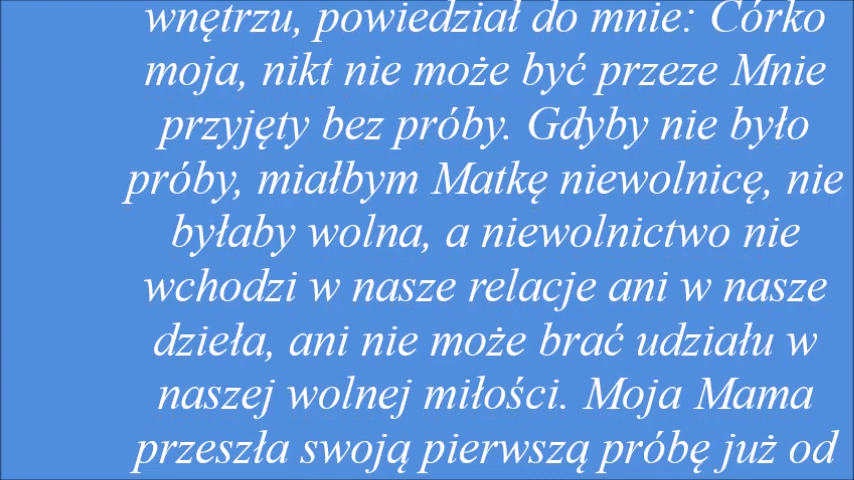 wnętrzu, powiedział do mnie: Córko
moja, nikt nie może być przeze Mnie
przyjęty bez próby. Gdyby nie było
próby, miałbym Matkę niewolnicę, nie
byłaby wolna, a niewolnictwo nie
wchodzi w nasze relacje ani w nasze
dzieła, ani nie może brać udziału w
naszej wolnej miłości. Moja Mama
przeszła swoją pierwszą próbę już od